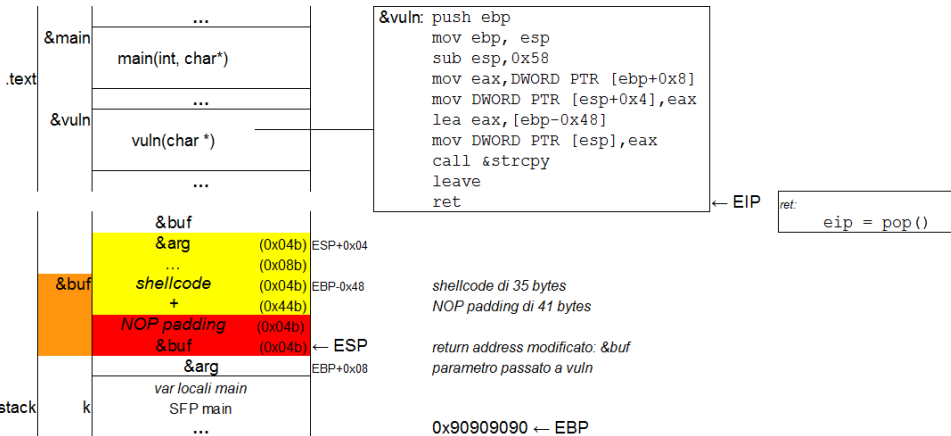 ...
&main
main(int, char*)
.text
...
&vuln
vuln(char *)
...
&vuln: push ebp
mov ebp, esp
sub esp,0x58
mov eax,DWORD PTR [ebp+0x8]
mov DWORD PTR [esp+0x4],eax
lea eax,[ebp-0x48]
mov DWORD PTR [esp],eax
call &strcpy
leave
ret
← EIP
ret:
eip = pop()
&buf
&arg (0x04b) ESP+0x04
... (0x08b)
&buf shellcode (0x04b) EBP-0x48 shellcode di 35 bytes
+ (0x44b) NOP padding di 41 bytes
NOP padding (0x04b)
&buf (0x04b) ← ESP return address modificato: &buf
&arg EBP+0x08 parametro passato a vuln
var locali main
stack k SFP main
... 0x90909090 ← EBP